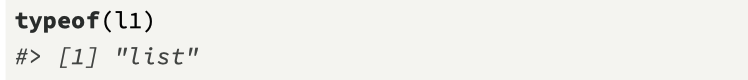 typeof(l1)
#> [1] "list"